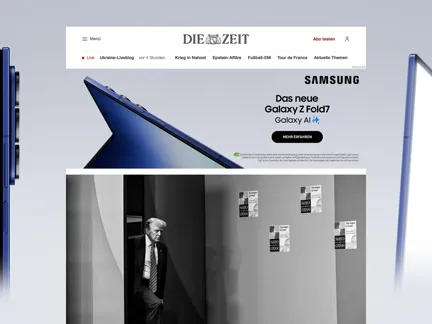 Menü
DIE ZEIT
Abo testen
Live
Ukraine-Liveblog vor 4 Stunden
Krieg in Nahost
Epstein-Affäre
Fußball-EM
Tour de France
Aktuelle Themen
SAMSUNG
Das neue
Galaxy Z Fold7
Galaxy AI
MEHR ERFAHREN